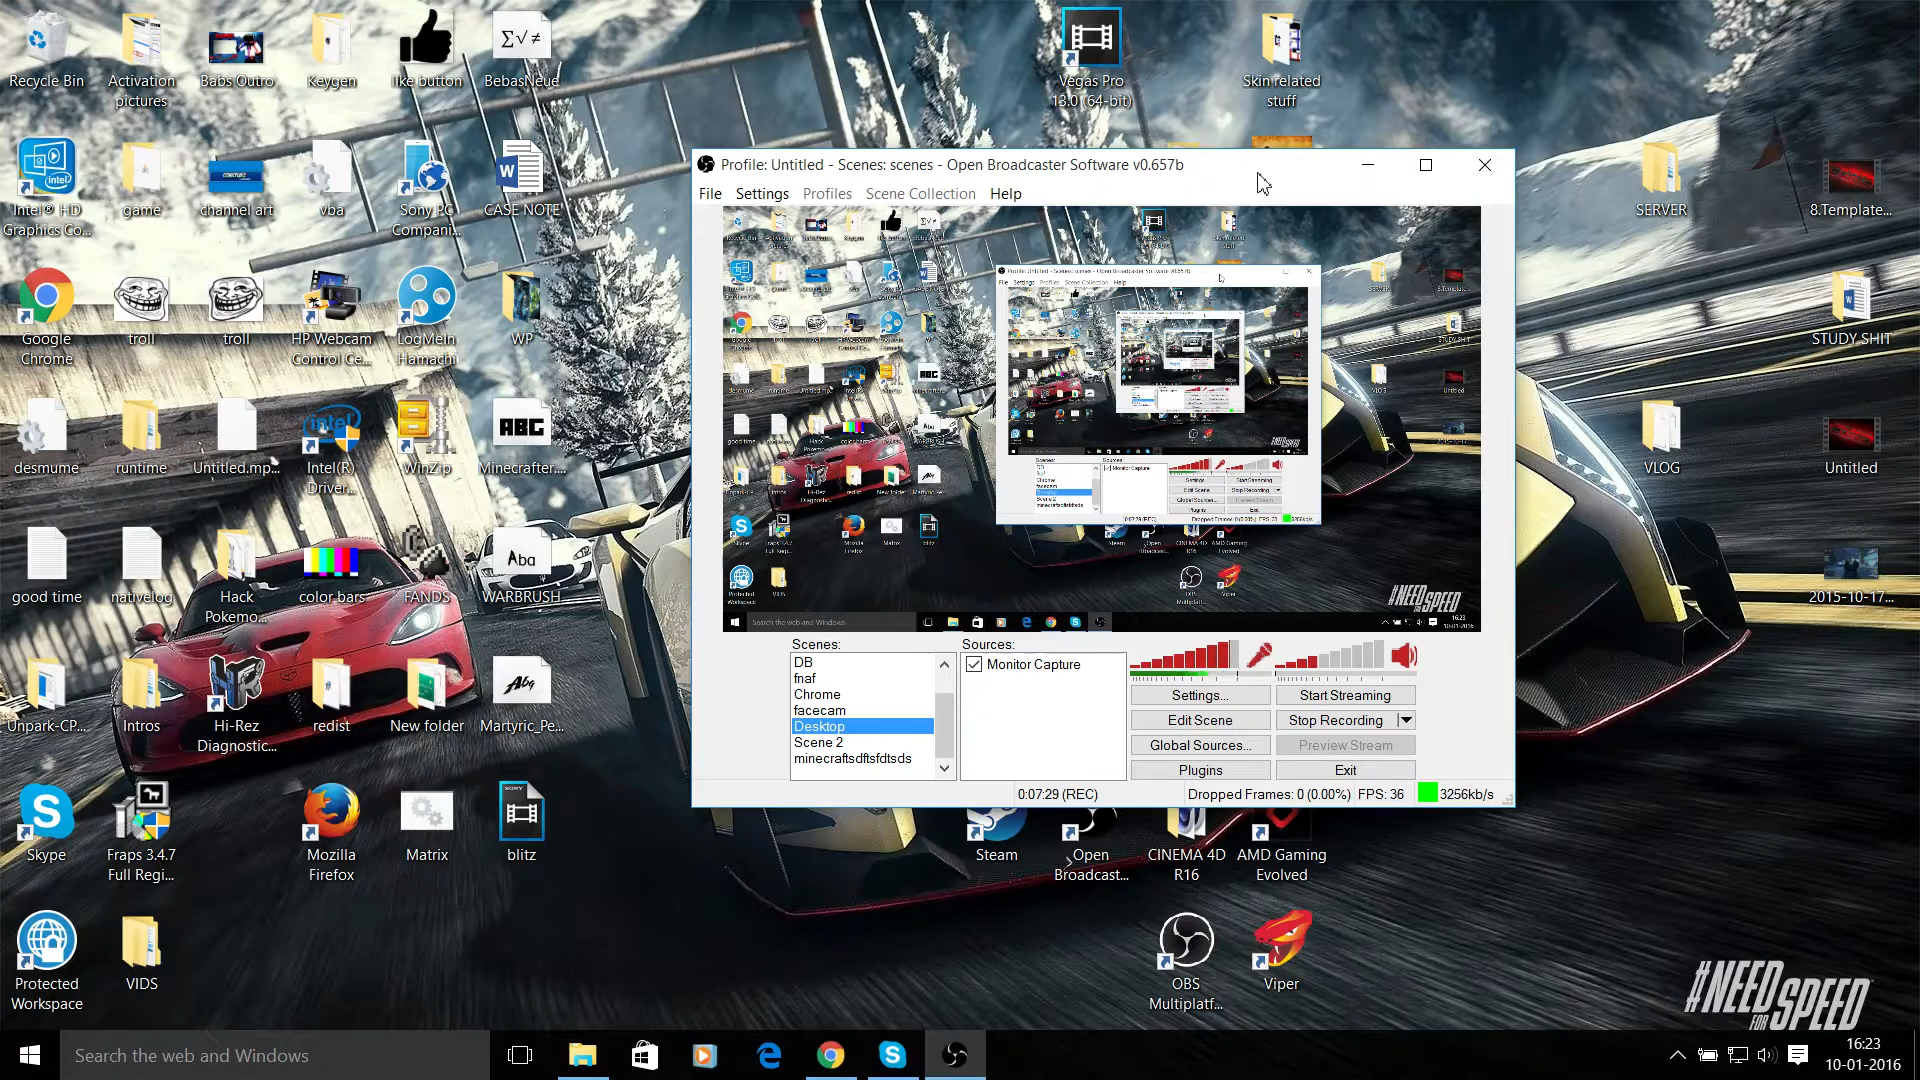 Recycle Bin
Activation
pictures
Babs Outro
Keygen
like button
∑√≠
BebasNeue
Vegas Pro
13.0 (64-bit)
Skin related
stuff
Intel® HD
Graphics Co...
game
channel art
vba
Sony PC
Compani...
CASE NOTE
SERVER
8.Template...
Google
Chrome
troll
troll
HP Webcam
Control Ce...
LogMeIn
Hamachi
WP
STUDY SHIT
desmume
runtime
Untitled.mp...
Intel(R)
Driver...
WinZip
ABC
Minecrafter...
VLOG
Untitled
good time
nativelog
Hack
Pokemo...
color bars
FANDS
Aba
WARBRUSH
2015-10-17...
Unpark-CP...
Intros
Hi-Rez
Diagnostic...
redist
New folder
Abg
Martyric_Pe...
Skype
Fraps 3.4.7
Full Regi...
Mozilla
Firefox
Matrix
blitz
Steam
Open
Broadcast...
CINEMA 4D
R16
AMD Gaming
Evolved
Protected
Workspace
VIDS
OBS
Multiplatf...
Viper
Profile: Untitled - Scenes: scenes - Open Broadcaster Software v0.657b
File Settings Profiles Scene Collection Help
Scenes:
DB
fnaf
Chrome
facecam
Desktop
Scene 2
minecraftsdftsfdtsds
Sources:
Monitor Capture
Settings...
Start Streaming
Edit Scene
Stop Recording
Global Sources...
Preview Stream
Plugins
Exit
0:07:29 (REC)
Dropped Frames: 0 (0.00%) FPS: 36
3256kb/s
#NEED
FOR SPEED
Search the web and Windows
16:23
10-01-2016